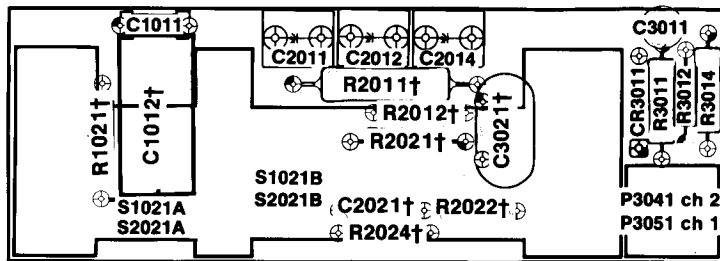 C1011
C3011
C2011 C2012 C2014
R2011†
R1021†
C1012†
R2012†
C3021†
R2021†
CR3011
R3011
R3012
R3014
S1021B
S2021B
S1021A
S2021A
C2021† R2022†
R2024†
P3041 ch 2
P3051 ch 1